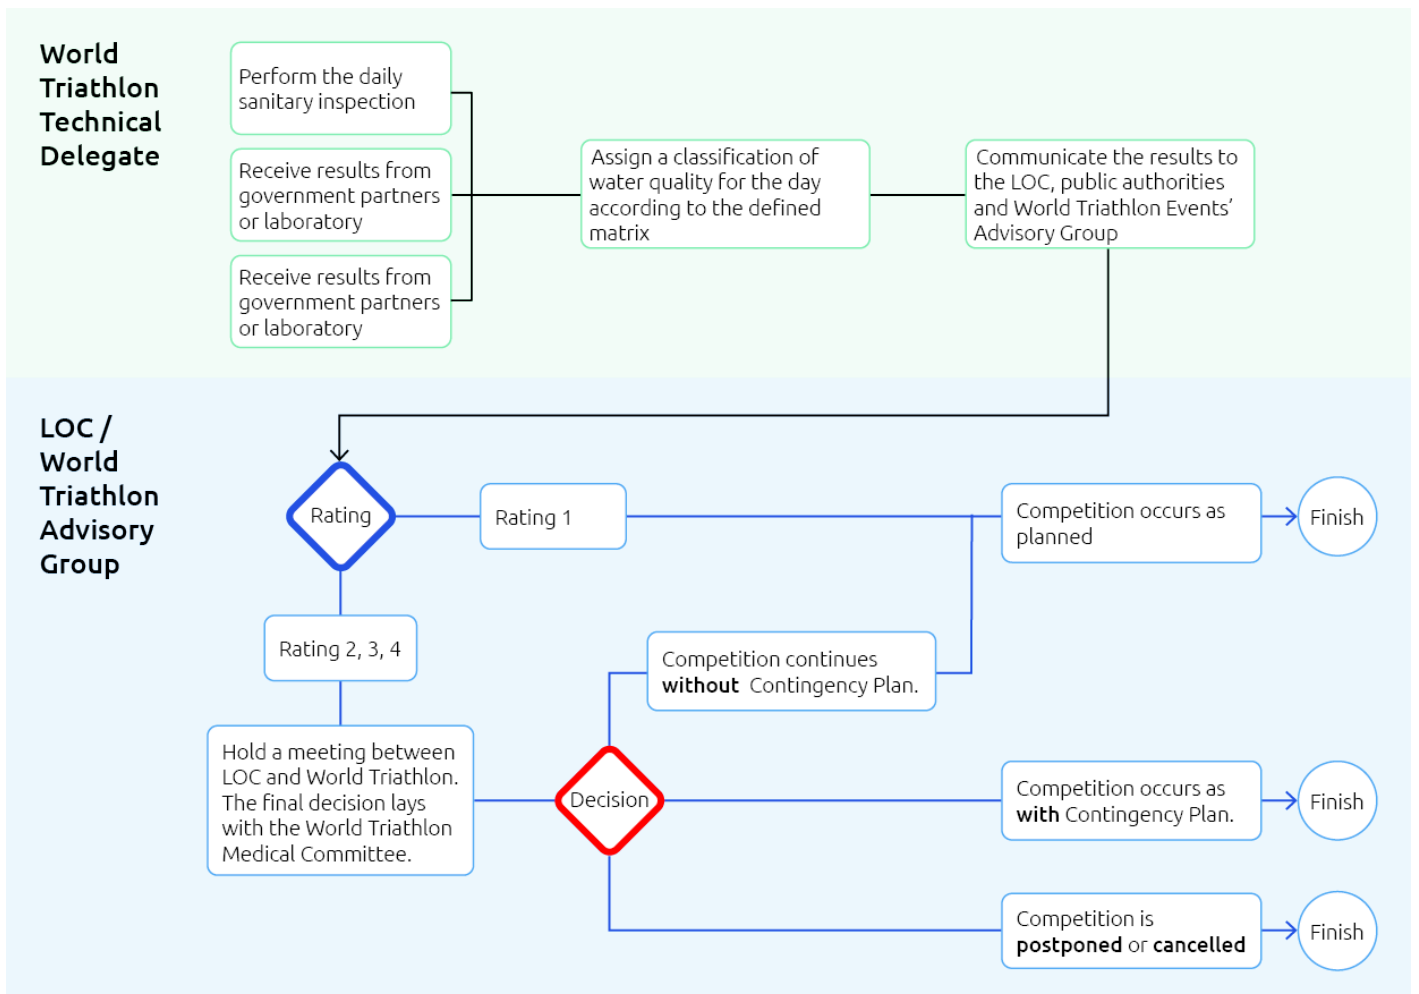 World
Triathlon
Technical
Delegate
Perform the daily
sanitary inspection
Receive results from
government partners
or laboratory
Receive results from
government partners
or laboratory
Assign a classification of
water quality for the day
according to the defined
matrix
Communicate the results to
the LOC, public authorities
and World Triathlon Events’
Advisory Group
LOC /
World
Triathlon
Advisory
Group
Rating
Rating 1
Competition occurs as
planned
Finish
Rating 2, 3, 4
Competition continues
without Contingency Plan.
Hold a meeting between
LOC and World Triathlon.
The final decision lays
with the World Triathlon
Medical Committee.
Decision
Competition occurs as
with Contingency Plan.
Finish
Competition is
postponed or cancelled
Finish